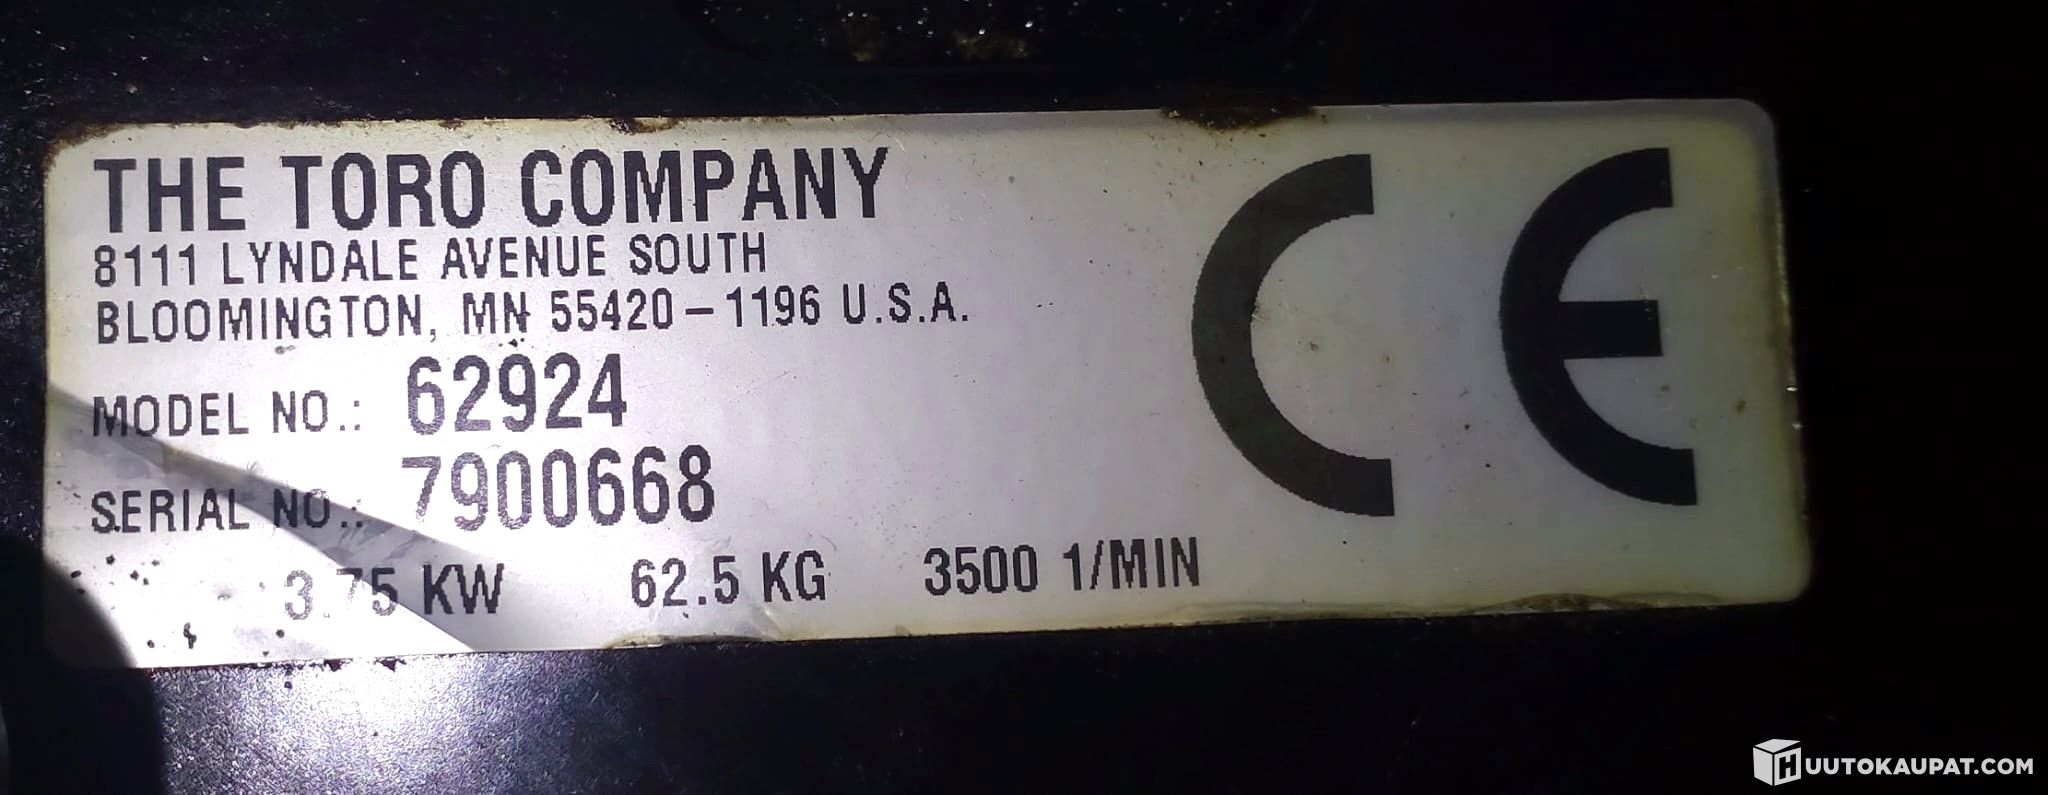 THE TORO COMPANY
8111 LYNDALE AVENUE SOUTH
BLOOMINGTON, MN 55420-1196 U.S.A.
MODEL NO.: 62924
SERIAL NO.: 7900668
3.75 KW 62.5 KG 3500 1/MIN
CE
HUUTOKAUPAT.COM